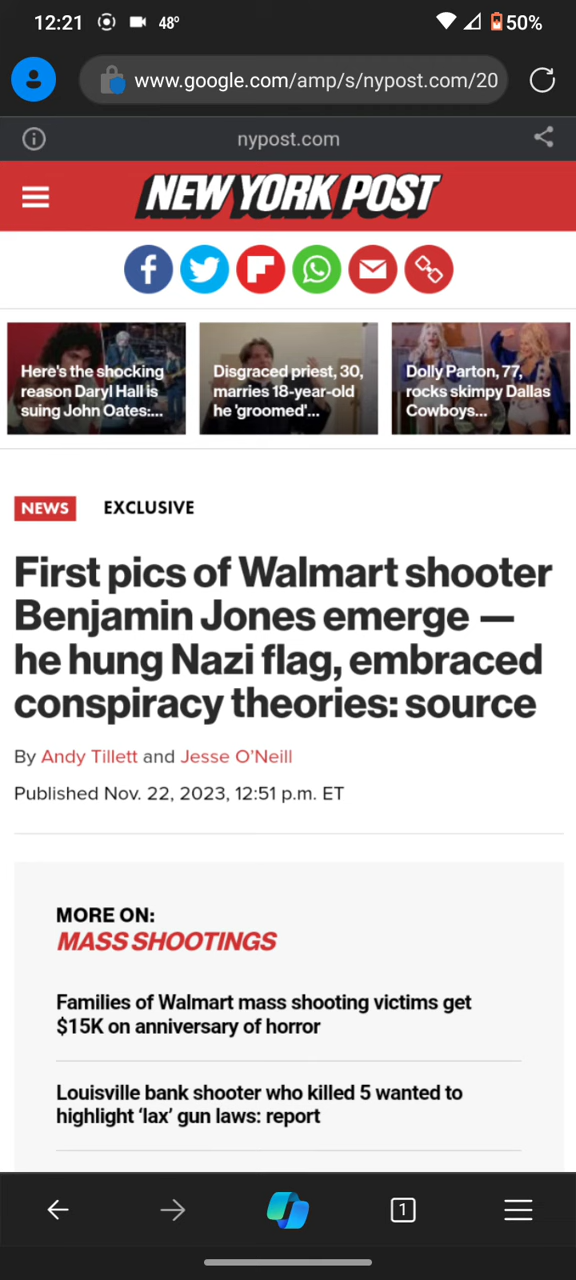 12:21 48° 50%
www.google.com/amp/s/nypost.com/20
nypost.com
NEW YORK POST
Here's the shocking
reason Daryl Hall is
suing John Oates:...
Disgraced priest, 30,
marries 18-year-old
he 'groomed'...
Dolly Parton, 77,
rocks skimpy Dallas
Cowboys...
NEWS EXCLUSIVE
First pics of Walmart shooter
Benjamin Jones emerge —
he hung Nazi flag, embraced
conspiracy theories: source
By Andy Tillett and Jesse O'Neill
Published Nov. 22, 2023, 12:51 p.m. ET
MORE ON:
MASS SHOOTINGS
Families of Walmart mass shooting victims get
$15K on anniversary of horror
Louisville bank shooter who killed 5 wanted to
highlight 'lax' gun laws: report
1